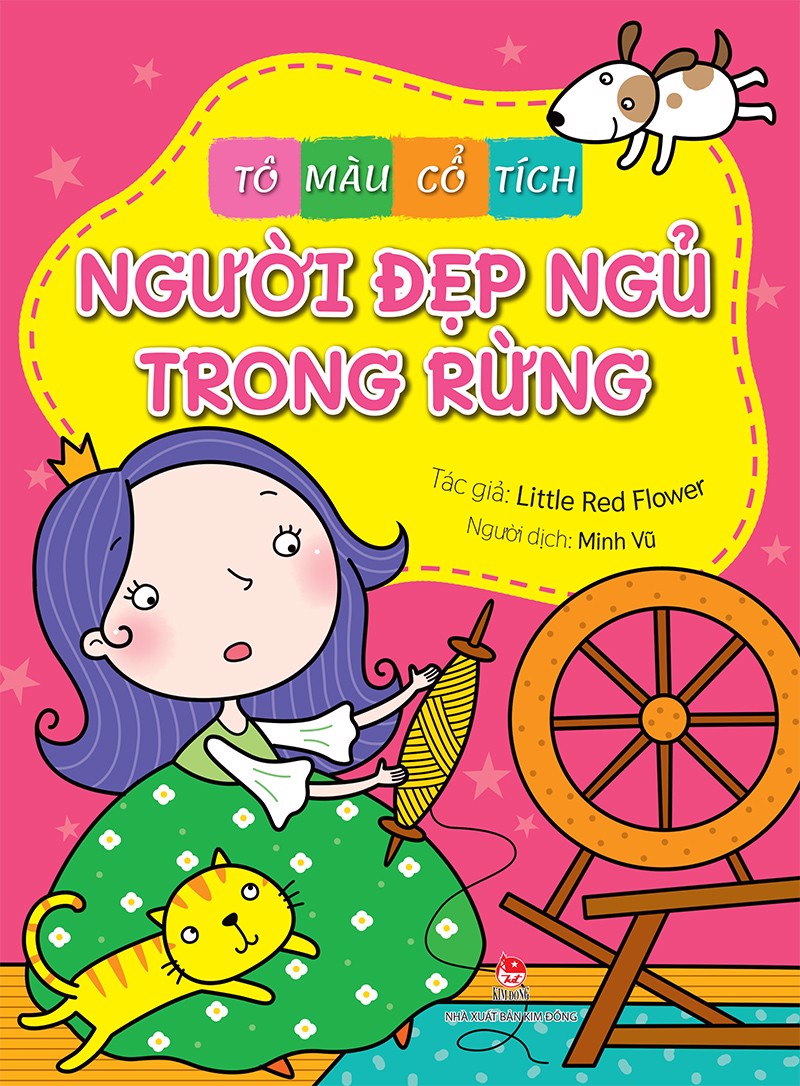 TÔ MÀU CỔ TÍCH
NGƯỜI ĐẸP NGỦ
TRONG RỪNG
Tác giả: Little Red Flower
Người dịch: Minh Vũ
KIM ĐỒNG
NHÀ XUẤT BẢN KIM ĐỒNG